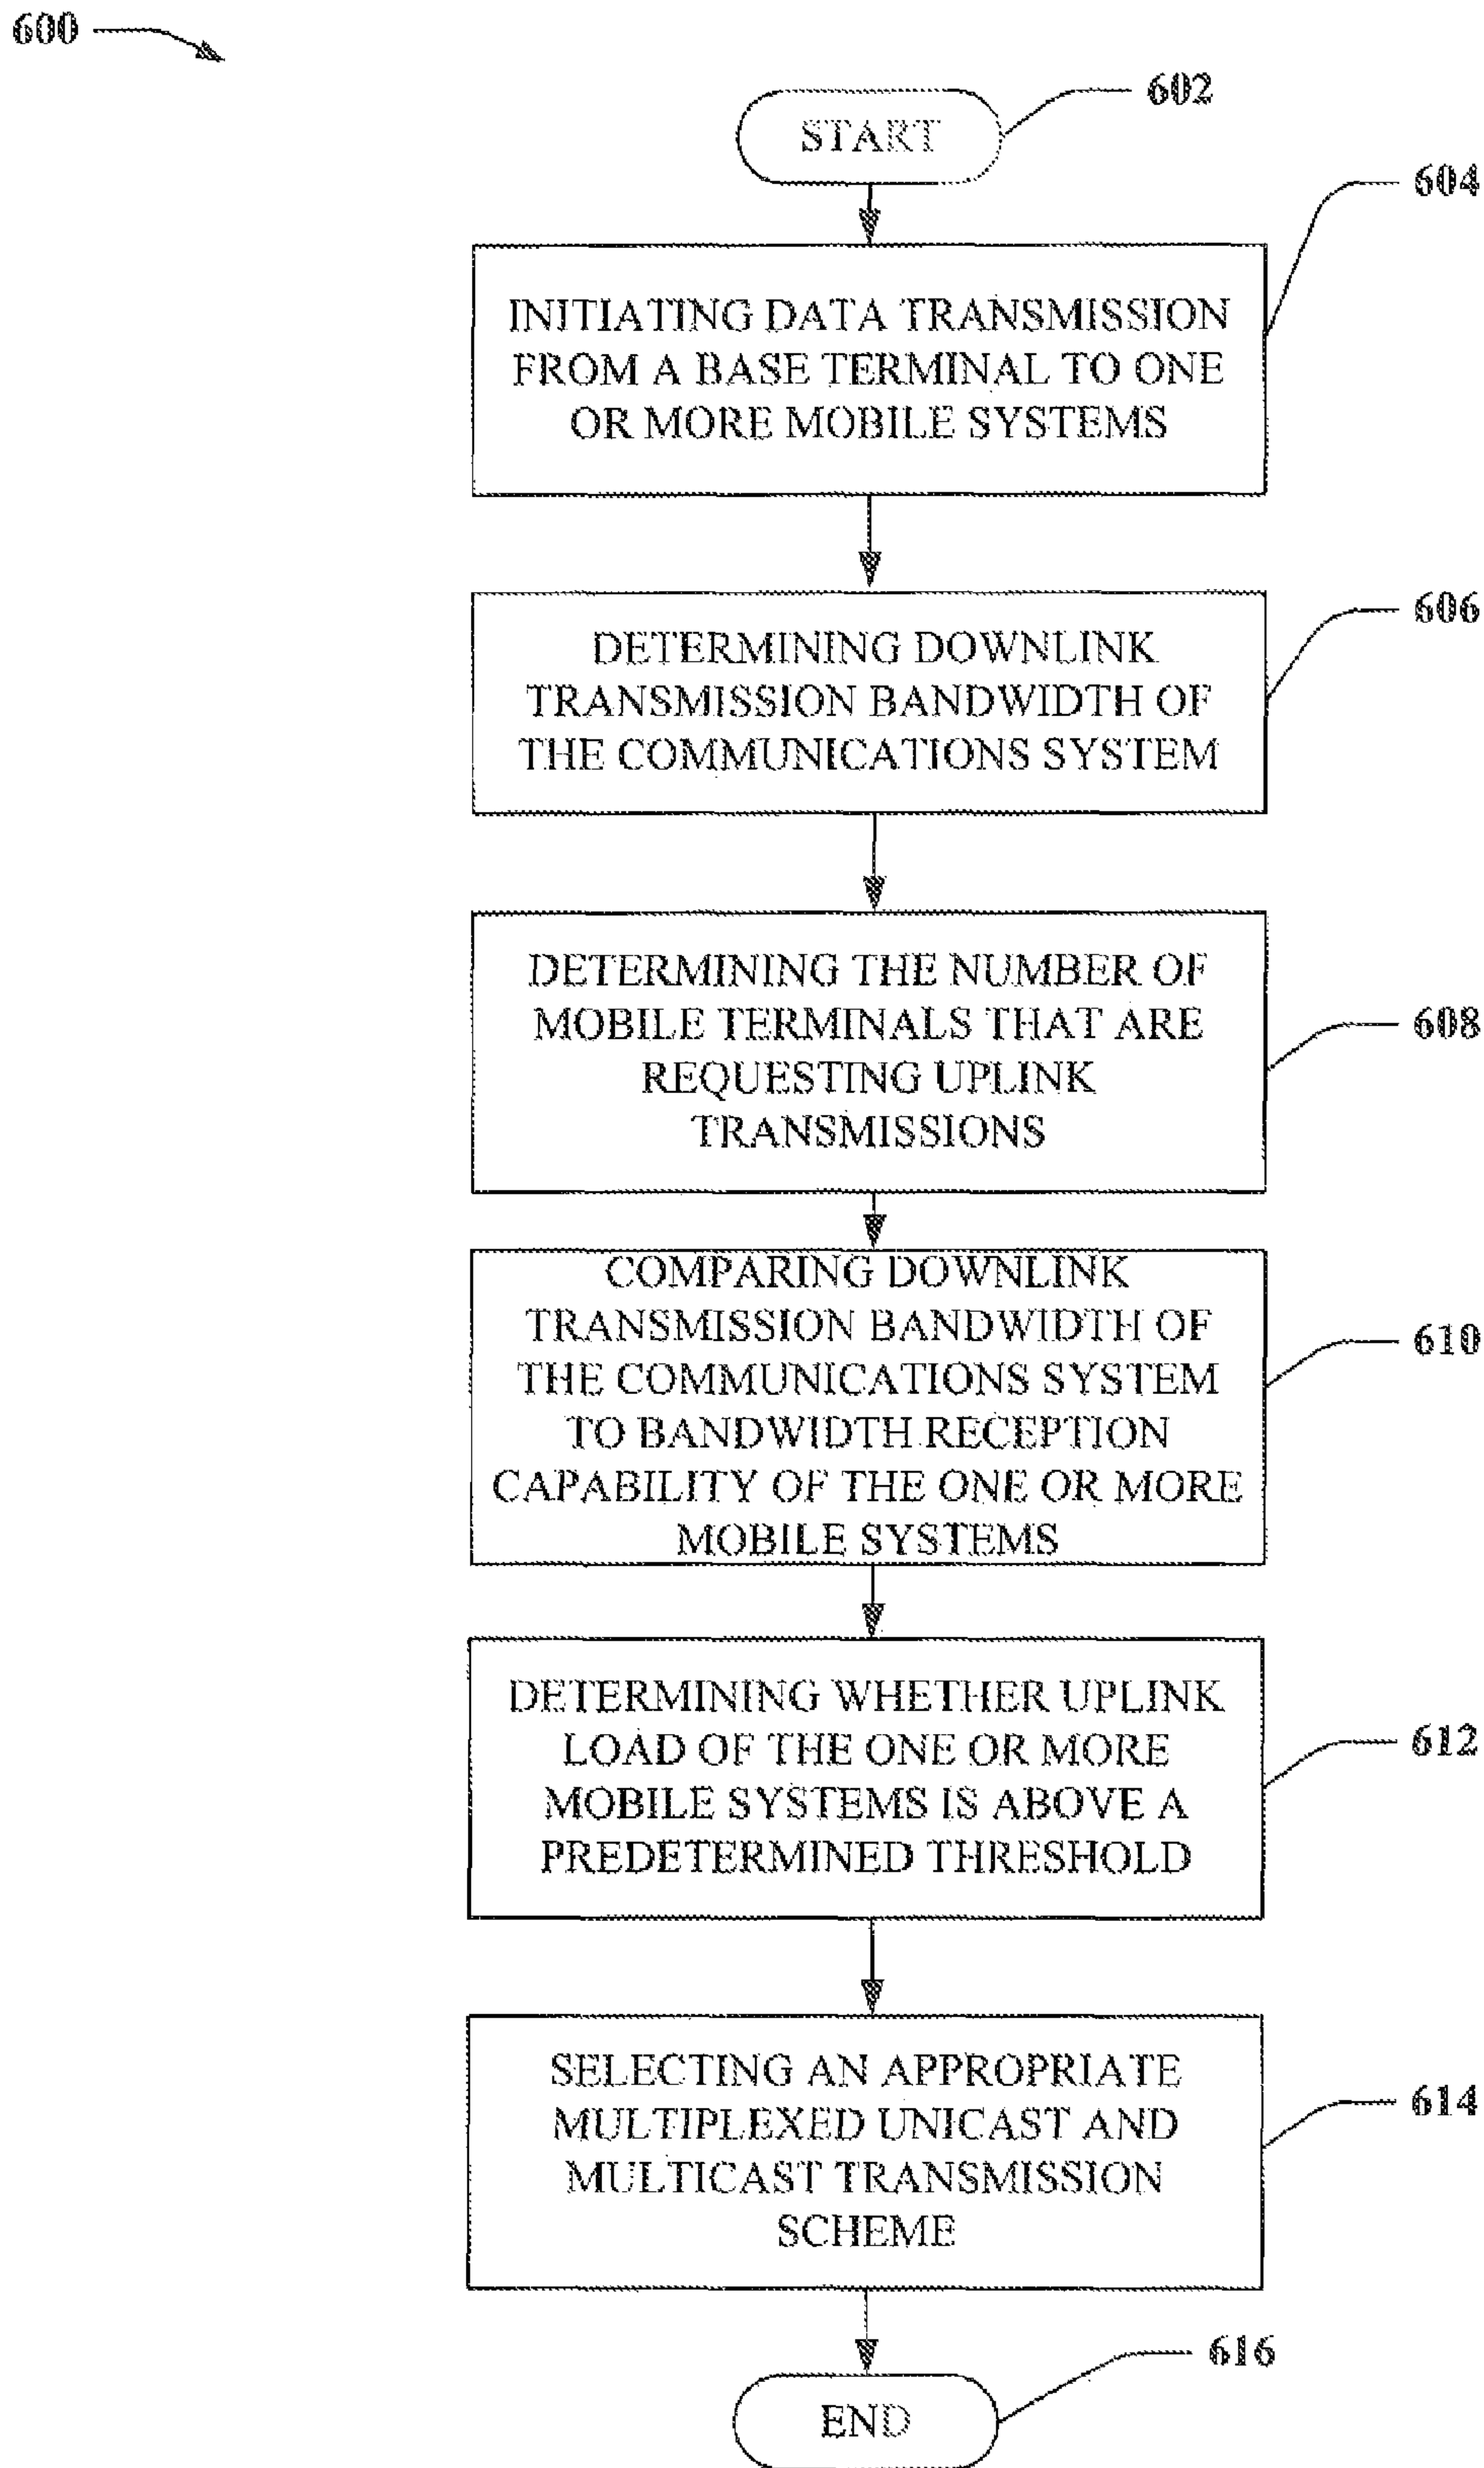 600
602
START
604
INITIATING DATA TRANSMISSION
FROM A BASE TERMINAL TO ONE
OR MORE MOBILE SYSTEMS
606
DETERMINING DOWNLINK
TRANSMISSION BANDWIDTH OF
THE COMMUNICATIONS SYSTEM
DETERMINING THE NUMBER OF
MOBILE TERMINALS THAT ARE
608
REQUESTING UPLINK
TRANSMISSIONS
COMPARING DOWNLINK
TRANSMISSION BANDWIDTH OF
610
THE COMMUNICATIONS SYSTEM
TO BANDWIDTH RECEPTION
CAPABILITY OF THE ONE OR MORE
MOBILE SYSTEMS
DETERMINING WHETHER UPLINK
LOAD OF THE ONE OR MORE
612
MOBILE SYSTEMS IS ABOVE A
PREDETERMINED THRESHOLD
SELECTING AN APPROPRIATE
614
MULTIPLEXED UNICAST AND
MULTICAST TRANSMISSION
SCHEME
616
END